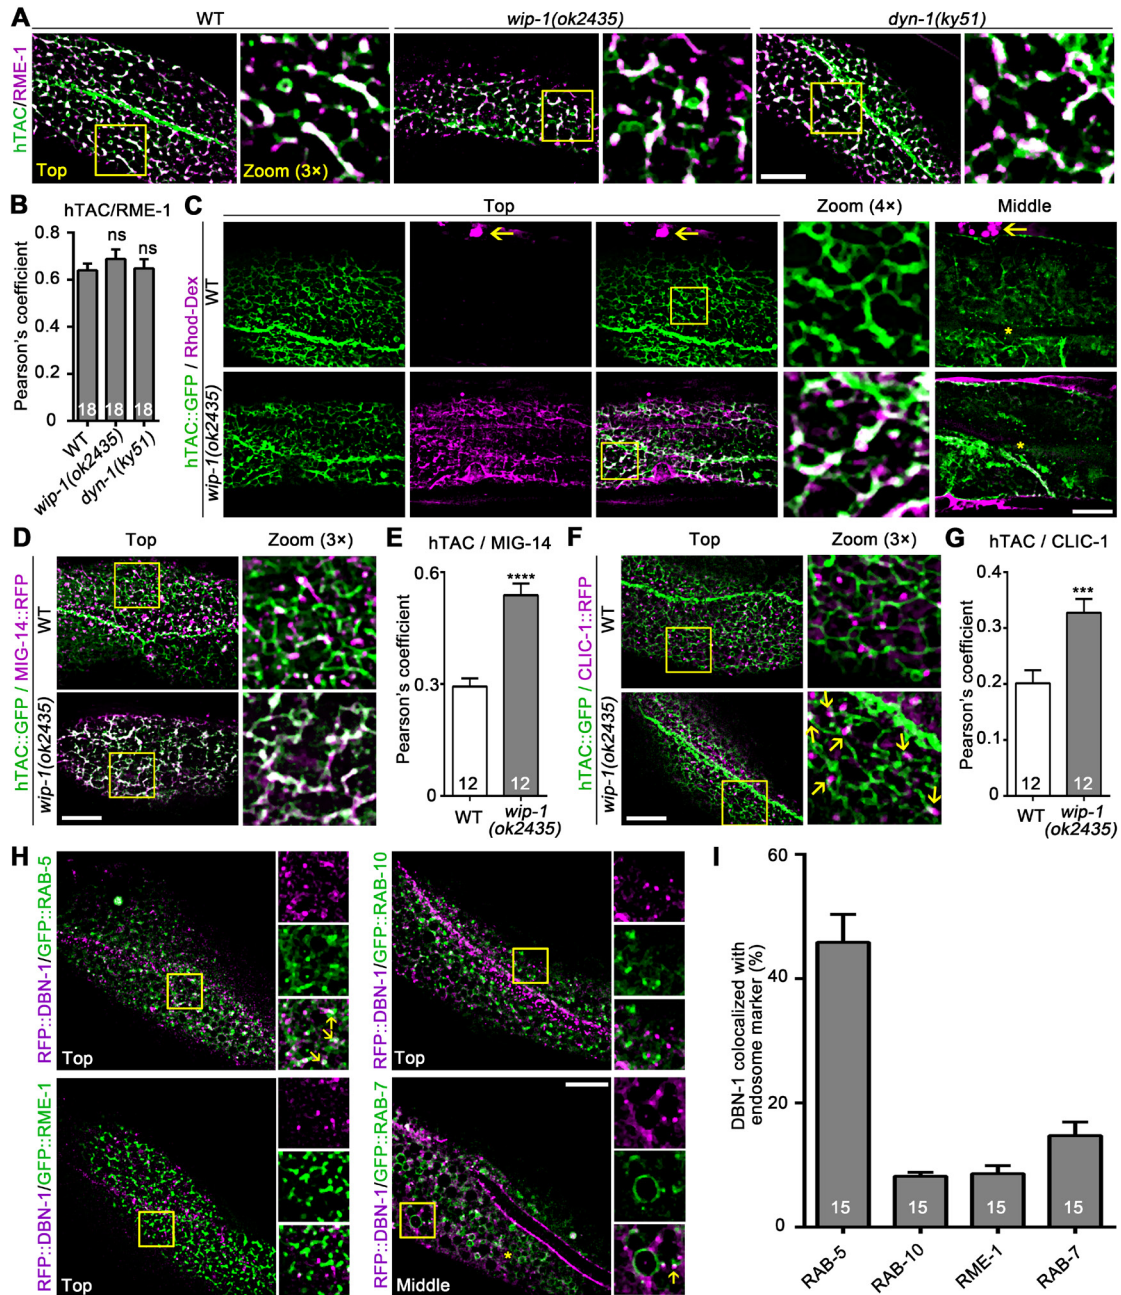 A
WT
wip-1(ok2435)
dyn-1(ky51)
hTAC/RME-1
Top
Zoom (3×)
B
hTAC/RME-1
Pearson's coefficient
0.8
0.6
0.4
0.2
0
ns
ns
18
18
18
WT
wip-1(ok2435)
dyn-1(ky51)
C
Top
Zoom (4×)
Middle
hTAC::GFP / Rhod-Dex
WT
wip-1(ok2435)
*
*
D
Top
Zoom (3×)
hTAC::GFP / MIG-14::RFP
WT
wip-1(ok2435)
E
hTAC / MIG-14
Pearson's coefficient
0.6
0.3
0
****
12
12
WT
wip-1
(ok2435)
F
Top
Zoom (3×)
hTAC::GFP / CLIC-1::RFP
WT
wip-1(ok2435)
G
hTAC / CLIC-1
Pearson's coefficient
0.4
0.3
0.2
0.1
0
***
12
12
WT
wip-1
(ok2435)
H
RFP::DBN-1/GFP::RAB-5
Top
RFP::DBN-1/GFP::RAB-10
Top
RFP::DBN-1/GFP::RME-1
Top
RFP::DBN-1/GFP::RAB-7
Middle
*
I
DBN-1 colocalized with
endosome marker (%)
60
40
20
0
15
15
15
15
RAB-5
RAB-10
RME-1
RAB-7